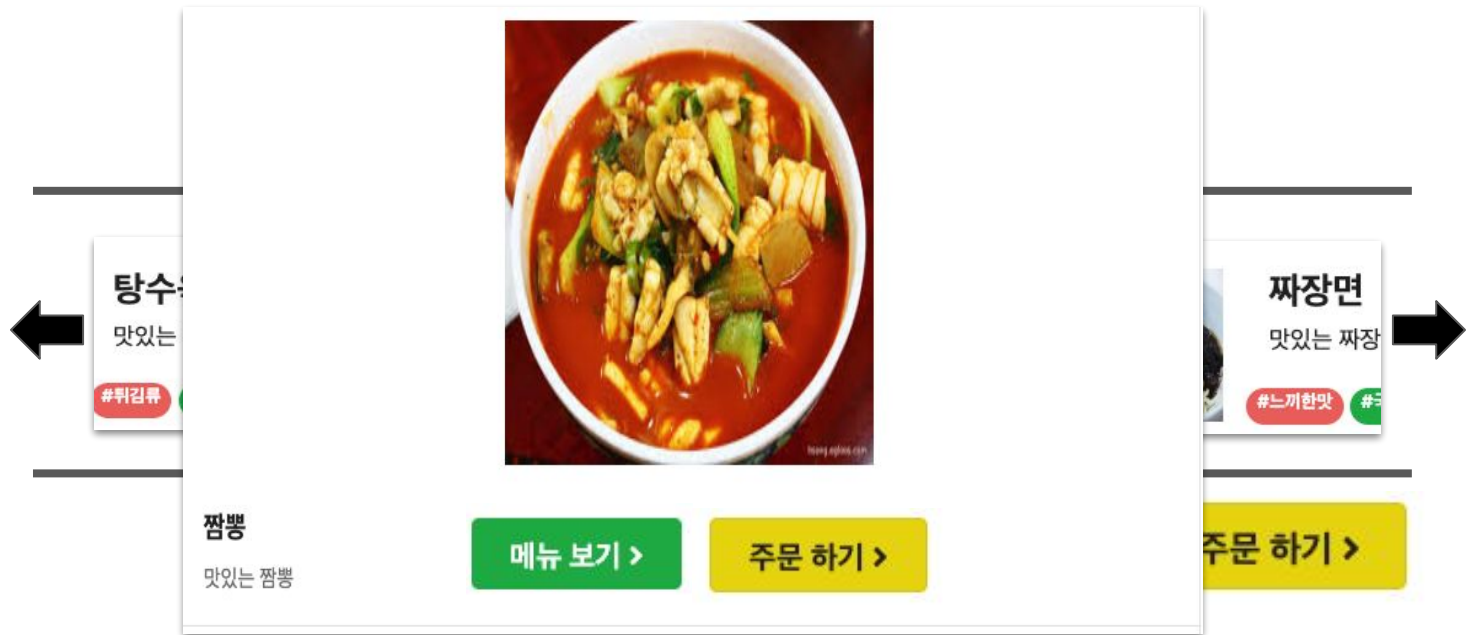 탕수
맛있는
#튀김류
짜장면
맛있는 짜장
#느끼한맛
짬뽕
맛있는 짬뽕
메뉴 보기
주문 하기
주문 하기